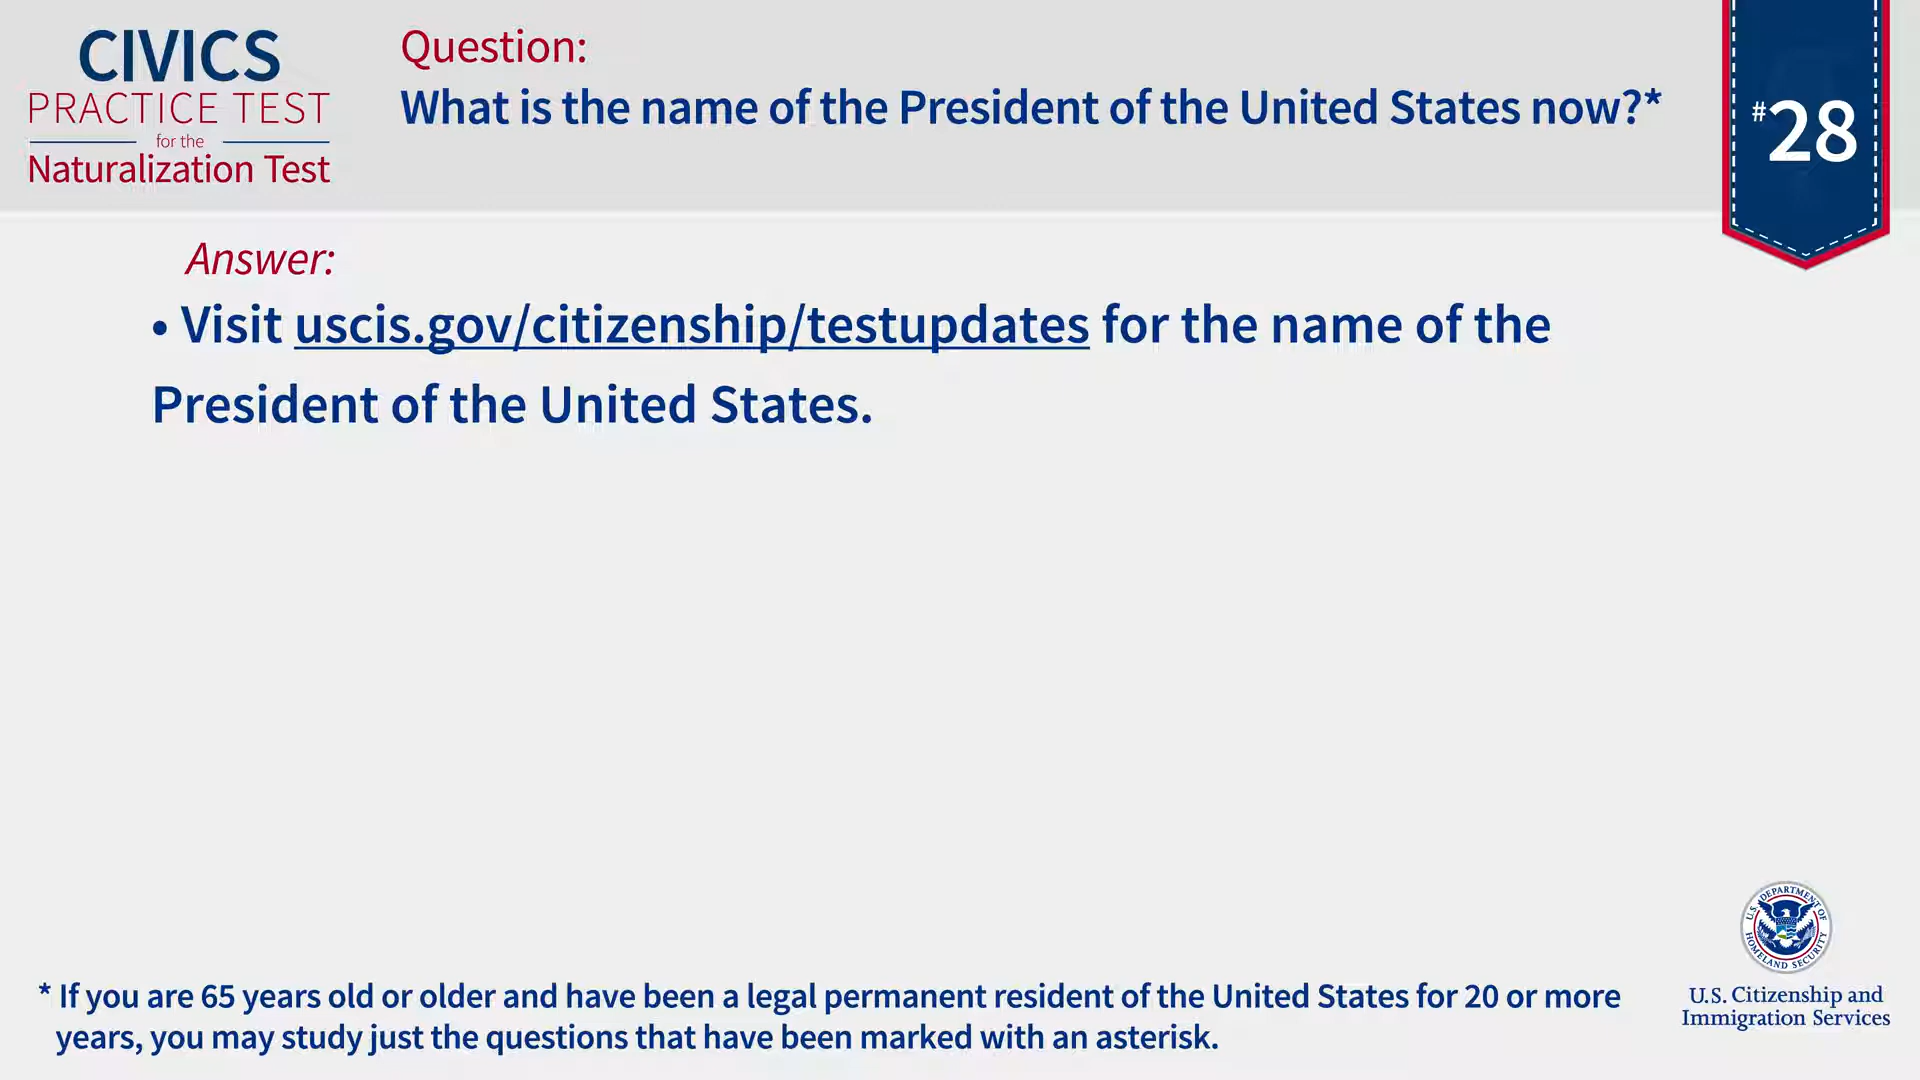 CIVICS
PRACTICE TEST
for the
Naturalization Test
Question:
What is the name of the President of the United States now?*
#28
Answer:
• Visit uscis.gov/citizenship/testupdates for the name of the
President of the United States.
U.S. DEPARTMENT OF
HOMELAND SECURITY
U.S. Citizenship and
Immigration Services
* If you are 65 years old or older and have been a legal permanent resident of the United States for 20 or more
years, you may study just the questions that have been marked with an asterisk.